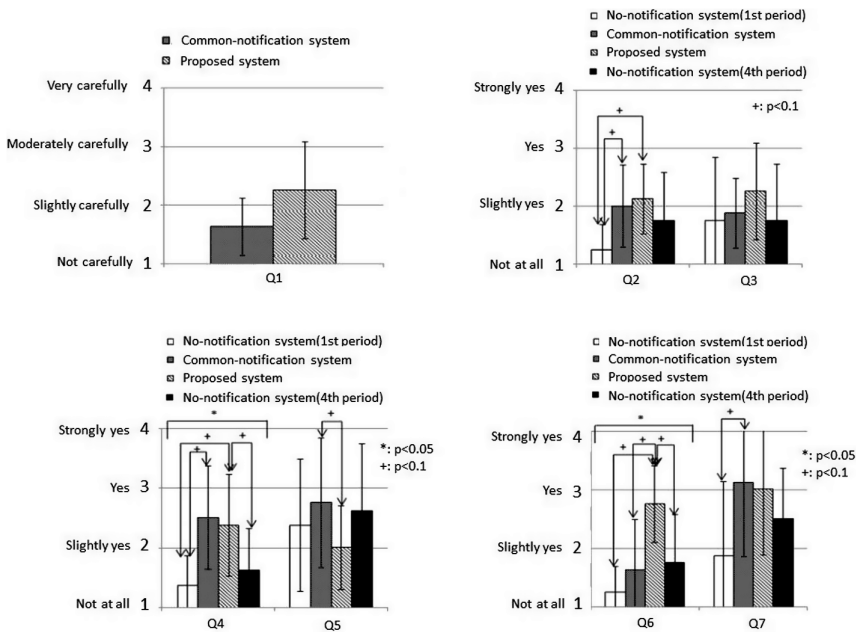 Common-notification system
Proposed system
Very carefully 4
Moderately carefully 3
Slightly carefully 2
Not carefully 1
Q1
No-notification system(1st period)
Common-notification system
Proposed system
No-notification system(4th period)
Strongly yes 4
+: p<0.1
+
+
Yes 3
Slightly yes 2
Not at all 1
Q2 Q3
No-notification system(1st period)
Common-notification system
Proposed system
No-notification system(4th period)
*
Strongly yes 4
+ + + +
*: p<0.05
+: p<0.1
Yes 3
Slightly yes 2
Not at all 1
Q4 Q5
No-notification system(1st period)
Common-notification system
Proposed system
No-notification system(4th period)
*
+
Strongly yes 4
+ + +
*: p<0.05
+: p<0.1
Yes 3
Slightly yes 2
Not at all 1
Q6 Q7